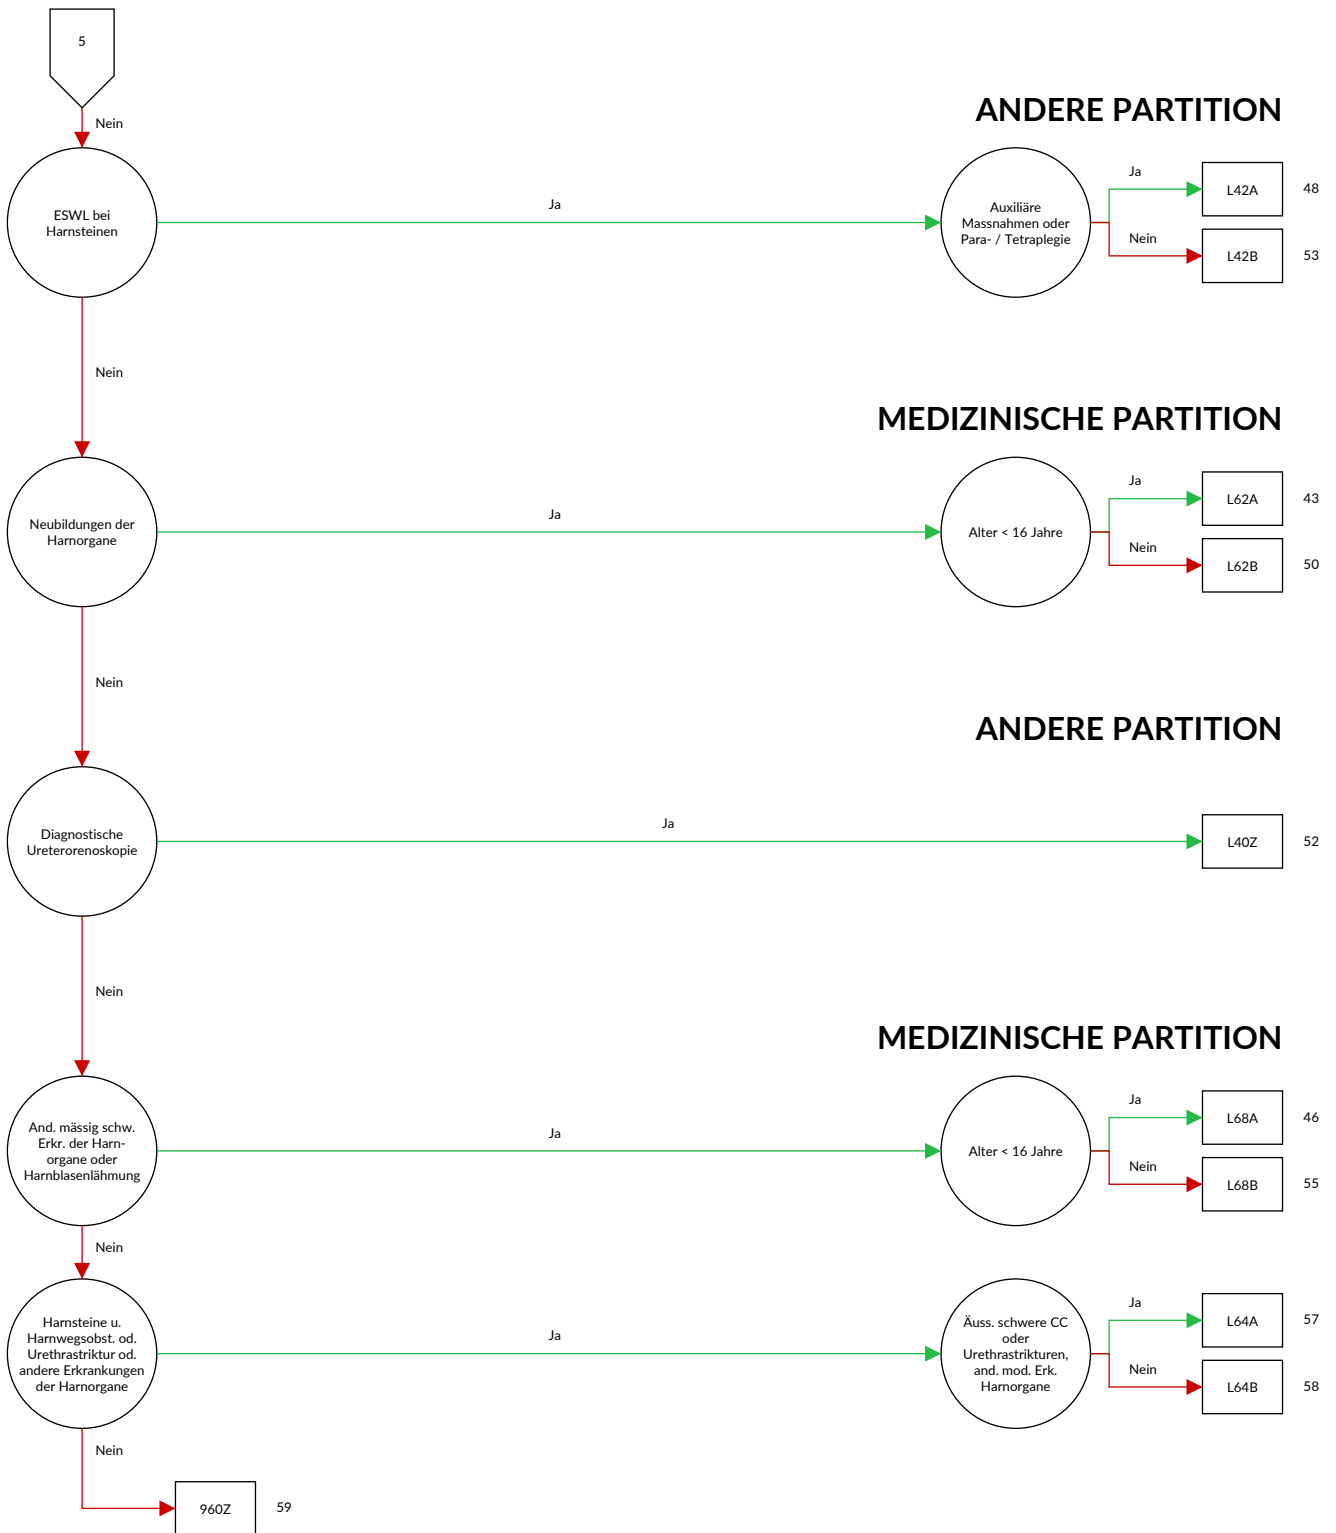 5
Nein
ANDERE PARTITION
ESWL bei
Harnsteinen
Ja
Auxiliäre
Massnahmen oder
Para- / Tetraplegie
Ja
L42A
48
Nein
L42B
53
Nein
MEDIZINISCHE PARTITION
Neubildungen der
Harnorgane
Ja
Alter < 16 Jahre
Ja
L62A
43
Nein
L62B
50
Nein
ANDERE PARTITION
Diagnostische
Ureterorenoskopie
Ja
L40Z
52
Nein
MEDIZINISCHE PARTITION
And. mässig schw.
Erkr. der Harn-
organe oder
Harnblasenlähmung
Ja
Alter < 16 Jahre
Ja
L68A
46
Nein
L68B
55
Nein
Harnsteine u.
Harnwegsobst. od.
Urethrastriktur od.
andere Erkrankungen
der Harnorgane
Ja
Äuss. schwere CC
oder
Urethrastrikturen,
and. mod. Erk.
Harnorgane
Ja
L64A
57
Nein
L64B
58
Nein
960Z
59